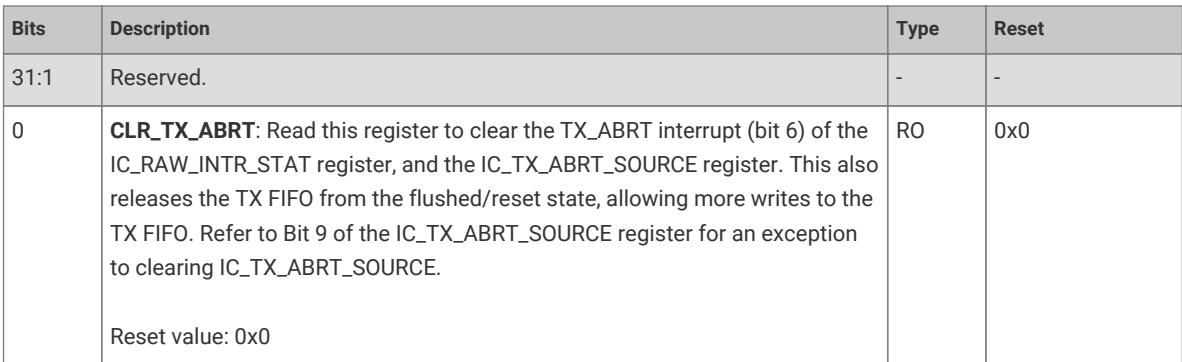 Bits Description Type Reset
31:1 Reserved. - -
0 CLR_TX_ABRT: Read this register to clear the TX_ABRT interrupt (bit 6) of the RO 0x0
IC_RAW_INTR_STAT register, and the IC_TX_ABRT_SOURCE register. This also
releases the TX FIFO from the flushed/reset state, allowing more writes to the
TX FIFO. Refer to Bit 9 of the IC_TX_ABRT_SOURCE register for an exception
to clearing IC_TX_ABRT_SOURCE.
Reset value: 0x0